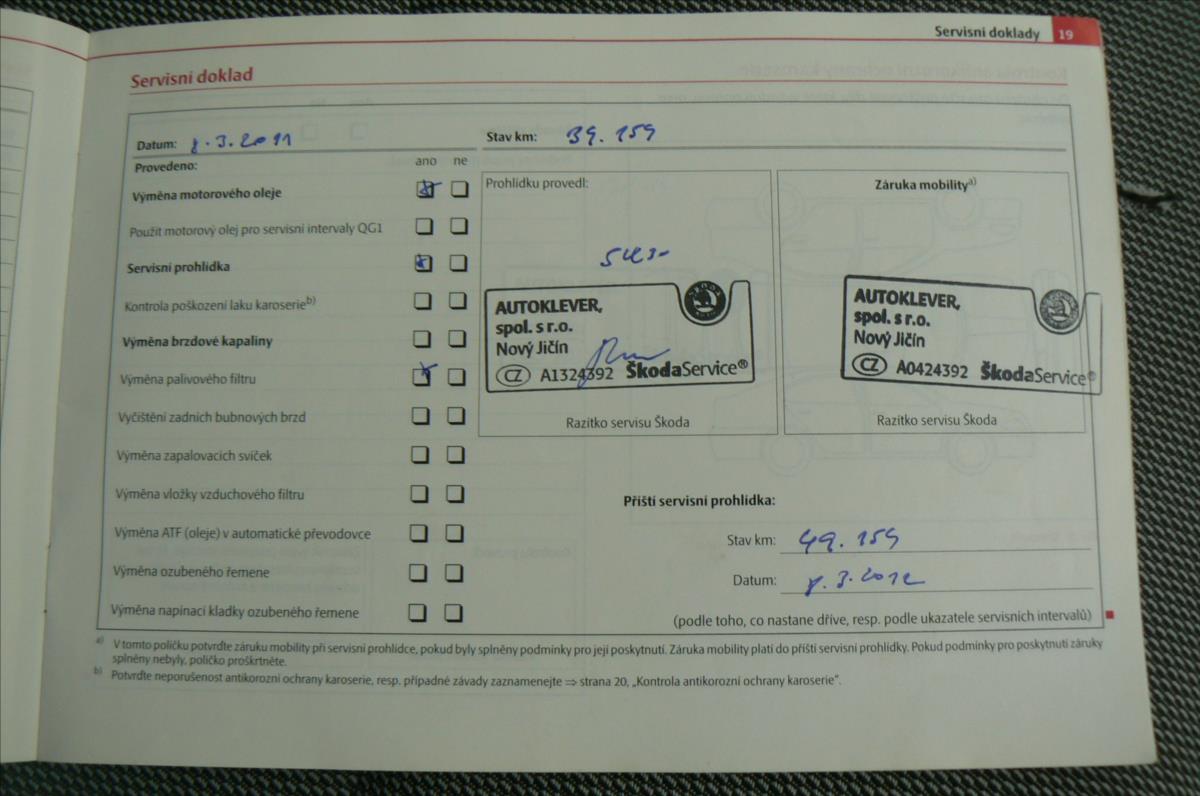 Servisní doklady 19
Servisní doklad
Datum: 8.3.2011 Stav km: 39.159
Provedeno: ano ne
Výměna motorového oleje
Použit motorový olej pro servisní intervaly QG1
Servisní prohlídka
Kontrola poškození laku karoserie b)
Výměna brzdové kapaliny
Výměna palivového filtru
Vyčištění zadních bubnových brzd
Výměna zapalovacích svíček
Výměna vložky vzduchového filtru
Výměna ATF (oleje) v automatické převodovce
Výměna ozubeného řemene
Výměna napínací kladky ozubeného řemene
Prohlídku provedl:
AUTOKLEVER,
spol. s r.o.
Nový Jičín
CZ A1324392 ŠkodaService®
Razítko servisu Škoda
Záruka mobility a)
AUTOKLEVER,
spol. s r.o.
Nový Jičín
CZ A0424392 ŠkodaService®
Razítko servisu Škoda
Příští servisní prohlídka:
Stav km: 49.159
Datum: 8.3.2012
(podle toho, co nastane dříve, resp. podle ukazatele servisních intervalů)
a) V tomto políčku potvrďte záruku mobility při servisní prohlídce, pokud byly splněny podmínky pro její poskytnutí. Záruka mobility platí do příští servisní prohlídky. Pokud podmínky pro poskytnutí záruky
splněny nebyly, políčko proškrtněte.
b) Potvrďte neporušenost antikorozní ochrany karoserie, resp. případné závady zaznamenejte ⇒ strana 20, „Kontrola antikorozní ochrany karoserie“.